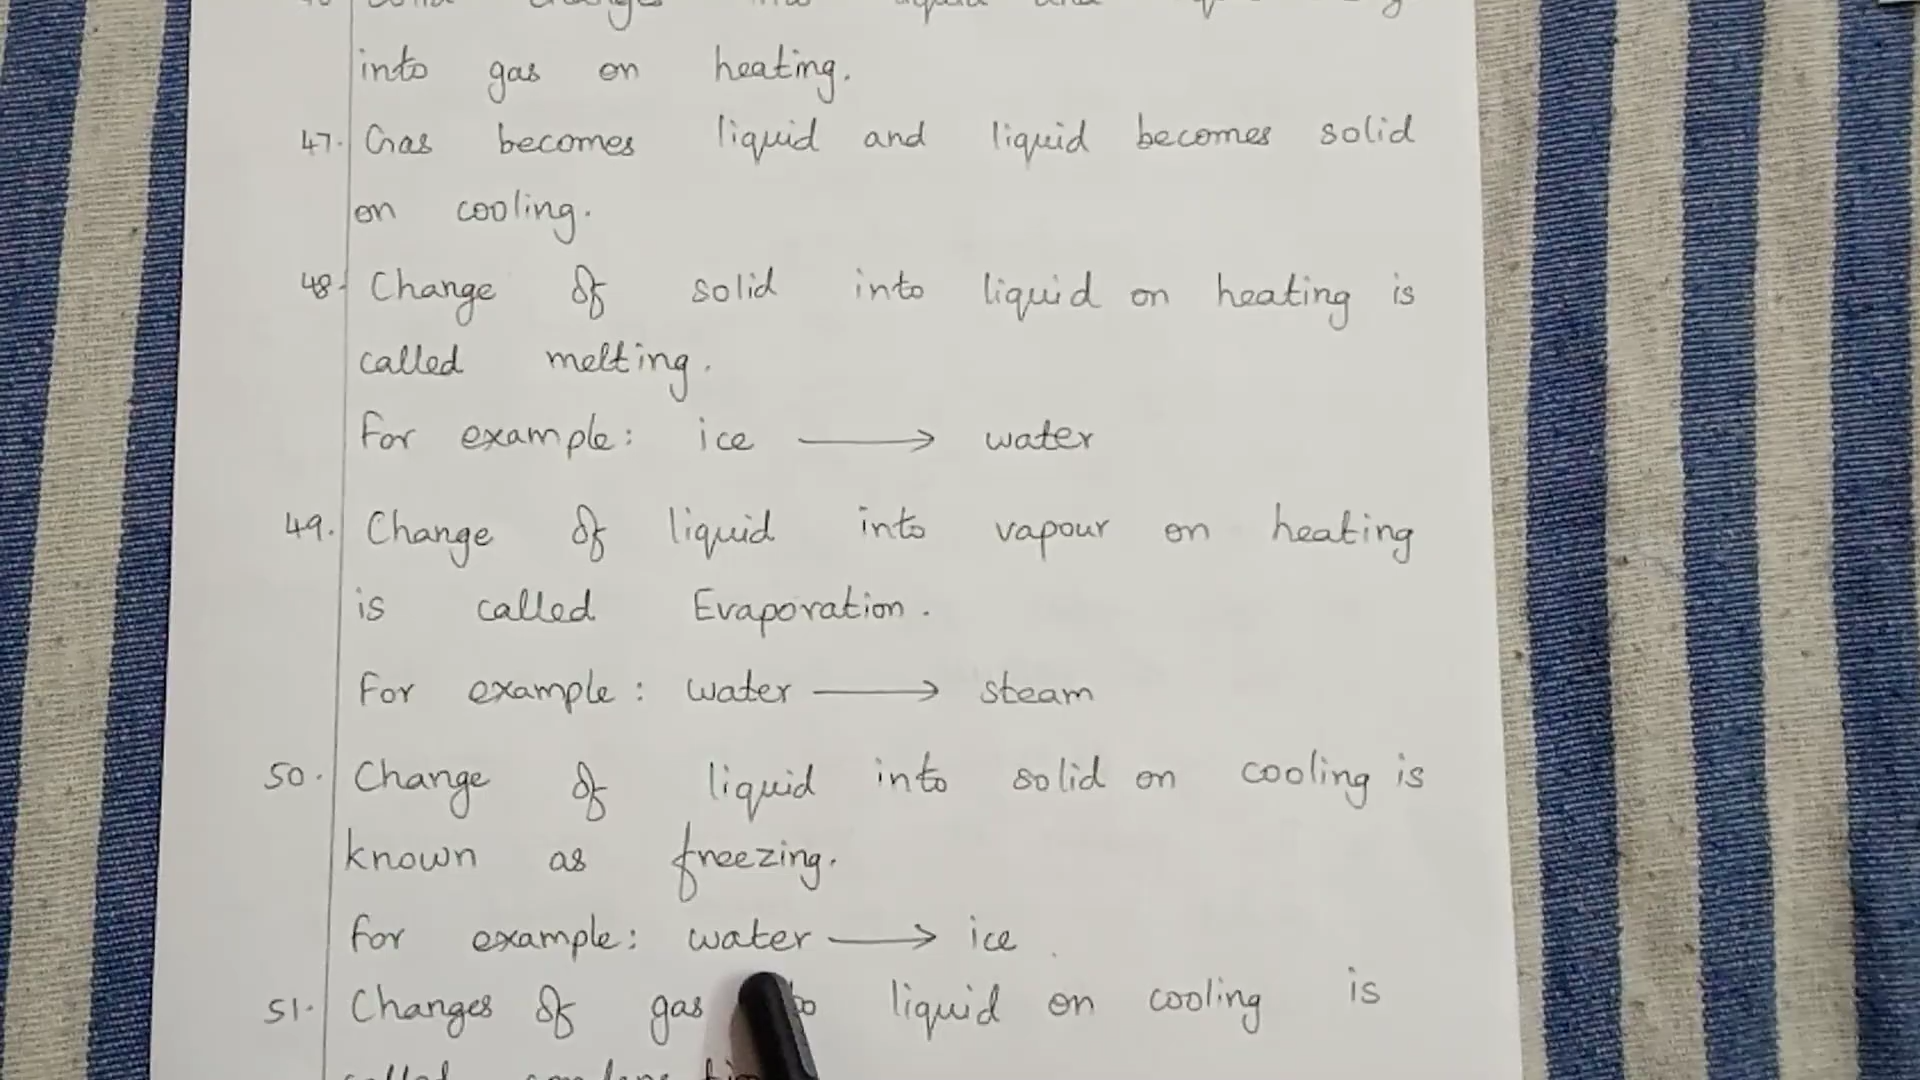 into gas on heating.
47. Gas becomes liquid and liquid becomes solid
on cooling.
48. Change of solid into liquid on heating is
called melting.
For example: ice → water
49. Change of liquid into vapour on heating
is called Evaporation.
For example: water → steam
50. Change of liquid into solid on cooling is
known as freezing.
For example: water → ice.
51. Changes of gas to liquid on cooling is
called